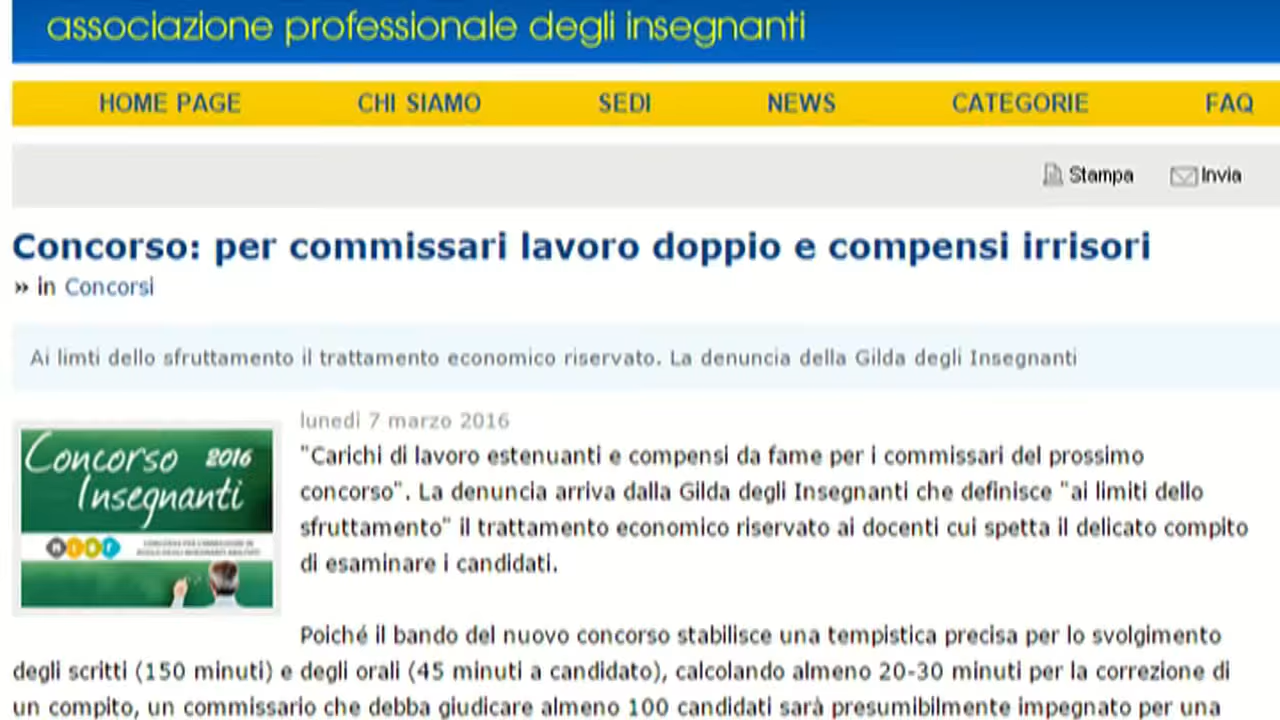 associazione professionale degli insegnanti
HOME PAGE CHI SIAMO SEDI NEWS CATEGORIE FAQ
Stampa Invia
Concorso: per commissari lavoro doppio e compensi irrisori
» in Concorsi
Ai limti dello sfruttamento il trattamento economico riservato. La denuncia della Gilda degli Insegnanti
lunedì 7 marzo 2016
"Carichi di lavoro estenuanti e compensi da fame per i commissari del prossimo
concorso". La denuncia arriva dalla Gilda degli Insegnanti che definisce "ai limiti dello
sfruttamento" il trattamento economico riservato ai docenti cui spetta il delicato compito
di esaminare i candidati.
Concorso 2016
Insegnanti
Poiché il bando del nuovo concorso stabilisce una tempistica precisa per lo svolgimento
degli scritti (150 minuti) e degli orali (45 minuti a candidato), calcolando almeno 20-30 minuti per la correzione di
un compito, un commissario che debba giudicare almeno 100 candidati sarà presumibilmente impegnato per una